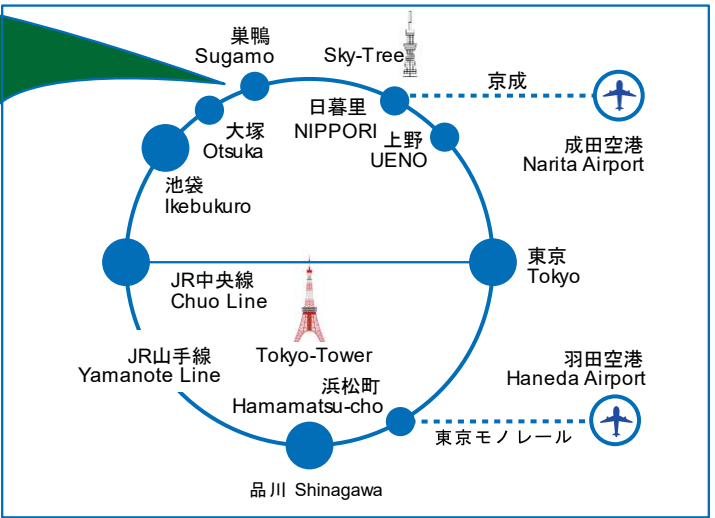 巣鴨
Sugamo
Sky-Tree
京成
日暮里
NIPPORI
大塚
Otsuka
上野
UENO
成田空港
Narita Airport
池袋
Ikebukuro
東京
Tokyo
JR中央線
Chuo Line
JR山手線
Yamanote Line
Tokyo-Tower
羽田空港
Haneda Airport
浜松町
Hamamatsu-cho
東京モノレール
品川 Shinagawa